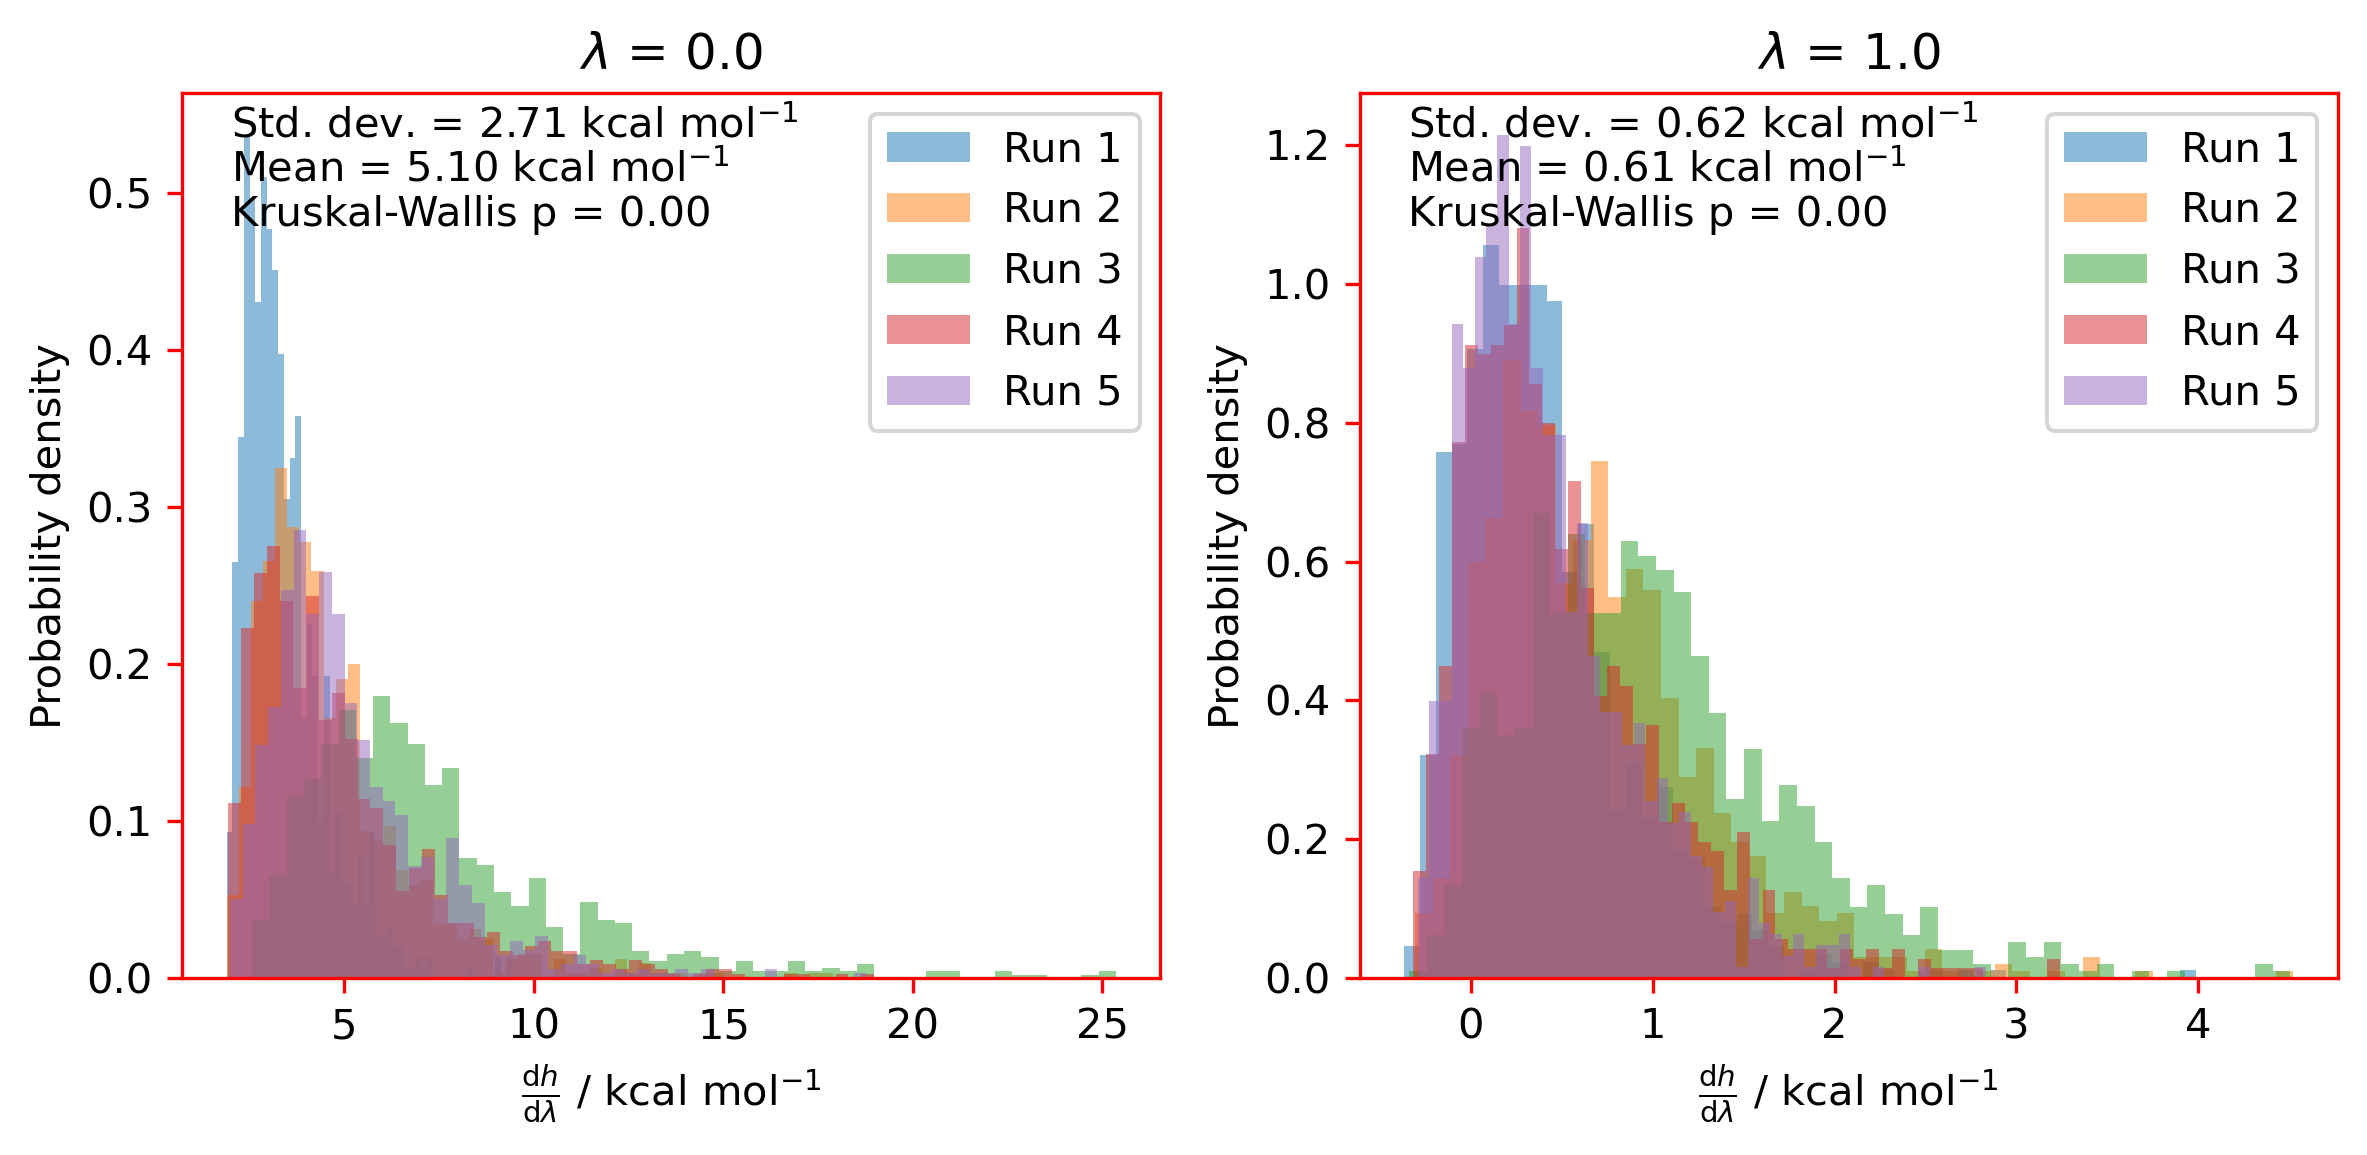 λ = 0.0
Std. dev. = 2.71 kcal mol⁻¹
Mean = 5.10 kcal mol⁻¹
Kruskal-Wallis p = 0.00
Run 1
Run 2
Run 3
Run 4
Run 5
Probability density
0.5
0.4
0.3
0.2
0.1
0.0
5 10 15 20 25
dh/dλ / kcal mol⁻¹
λ = 1.0
Std. dev. = 0.62 kcal mol⁻¹
Mean = 0.61 kcal mol⁻¹
Kruskal-Wallis p = 0.00
Run 1
Run 2
Run 3
Run 4
Run 5
Probability density
1.2
1.0
0.8
0.6
0.4
0.2
0.0
0 1 2 3 4
dh/dλ / kcal mol⁻¹